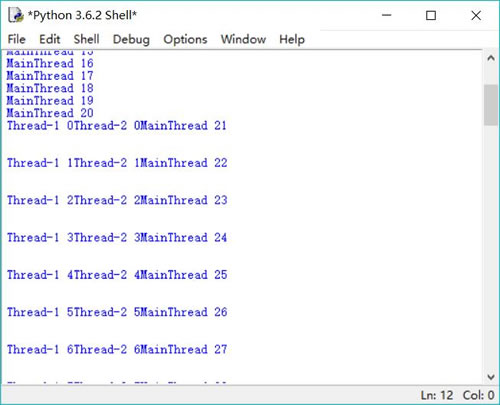 *Python 3.6.2 Shell*
File Edit Shell Debug Options Window Help
MainThread 15
MainThread 16
MainThread 17
MainThread 18
MainThread 19
MainThread 20
Thread-1 0Thread-2 0MainThread 21
Thread-1 1Thread-2 1MainThread 22
Thread-1 2Thread-2 2MainThread 23
Thread-1 3Thread-2 3MainThread 24
Thread-1 4Thread-2 4MainThread 25
Thread-1 5Thread-2 5MainThread 26
Thread-1 6Thread-2 6MainThread 27
Ln: 12 Col: 0